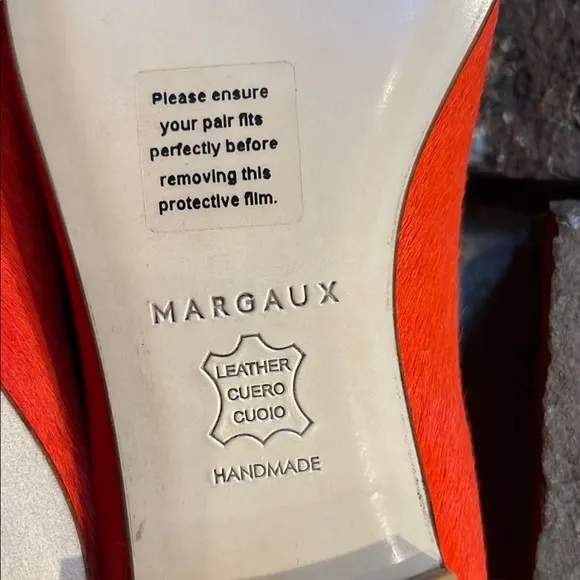 Please ensure
your pair fits
perfectly before
removing this
protective film.
MARGAUX
LEATHER
CUERO
CUOIO
HANDMADE